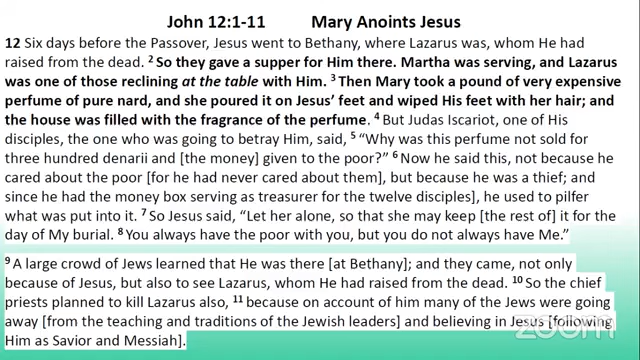 John 12:1-11 Mary Anoints Jesus
12 Six days before the Passover, Jesus went to Bethany, where Lazarus was, whom He had
raised from the dead. 2 So they gave a supper for Him there. Martha was serving, and Lazarus
was one of those reclining at the table with Him. 3 Then Mary took a pound of very expensive
perfume of pure nard, and she poured it on Jesus’ feet and wiped His feet with her hair; and
the house was filled with the fragrance of the perfume. 4 But Judas Iscariot, one of His
disciples, the one who was going to betray Him, said, 5 “Why was this perfume not sold for
three hundred denarii and [the money] given to the poor?” 6 Now he said this, not because he
cared about the poor [for he had never cared about them], but because he was a thief; and
since he had the money box serving as treasurer for the twelve disciples], he used to pilfer
what was put into it. 7 So Jesus said, “Let her alone, so that she may keep [the rest of] it for the
day of My burial. 8 You always have the poor with you, but you do not always have Me.”
9 A large crowd of Jews learned that He was there [at Bethany]; and they came, not only
because of Jesus, but also to see Lazarus, whom He had raised from the dead. 10 So the chief
priests planned to kill Lazarus also, 11 because on account of him many of the Jews were going
away [from the teaching and traditions of the Jewish leaders] and believing in Jesus [following
Him as Savior and Messiah].
zoom